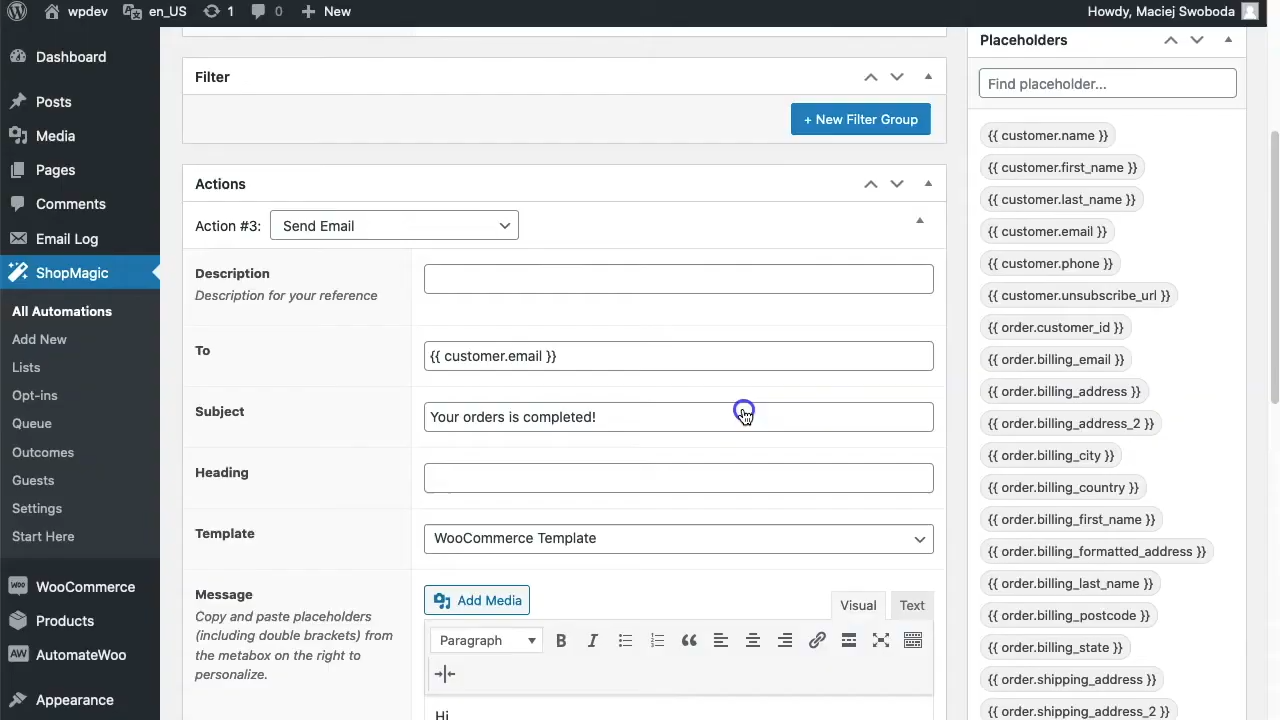 wpdev
en_US
1
0
New
Howdy, Maciej Swoboda
Dashboard
Posts
Media
Pages
Comments
Email Log
ShopMagic
All Automations
Add New
Lists
Opt-ins
Queue
Outcomes
Guests
Settings
Start Here
WooCommerce
Products
AutomateWoo
Appearance
Filter
+ New Filter Group
Actions
Action #3:
Send Email
Description
Description for your reference
To
{{ customer.email }}
Subject
Your orders is completed!
Heading
Template
WooCommerce Template
Message
Copy and paste placeholders
(including double brackets) from
the metabox on the right to
personalize.
Add Media
Visual
Text
Paragraph
B
I
Hi
Placeholders
Find placeholder...
{{ customer.name }}
{{ customer.first_name }}
{{ customer.last_name }}
{{ customer.email }}
{{ customer.phone }}
{{ customer.unsubscribe_url }}
{{ order.customer_id }}
{{ order.billing_email }}
{{ order.billing_address }}
{{ order.billing_address_2 }}
{{ order.billing_city }}
{{ order.billing_country }}
{{ order.billing_first_name }}
{{ order.billing_formatted_address }}
{{ order.billing_last_name }}
{{ order.billing_postcode }}
{{ order.billing_state }}
{{ order.shipping_address }}
{{ order.shipping_address_2 }}